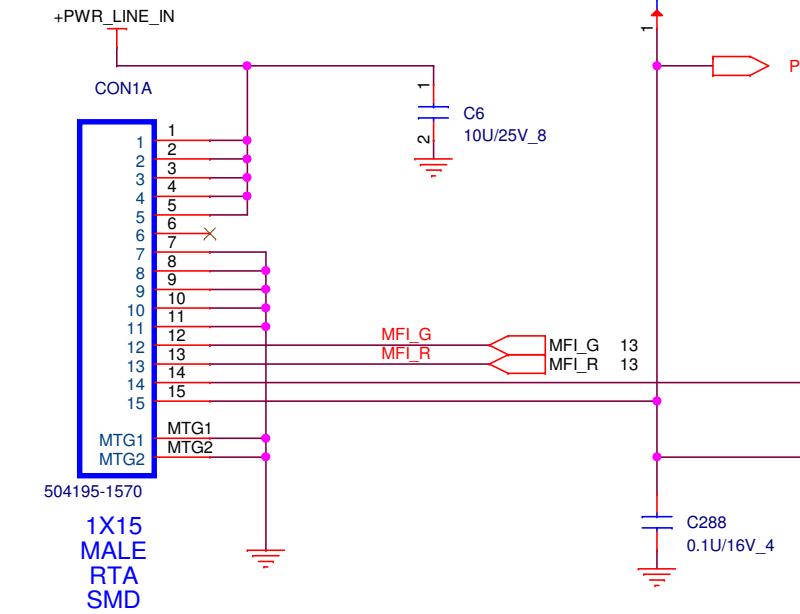 +PWR_LINE_IN
CON1A
1
P
1
C6
10U/25V_8
2
1 1
2 2
3 3
4 4
5 5
6 6
7 7
8 8
9 9
10 10
11 11
12 12
MFI_G
MFI_G 13
13 13
MFI_R
MFI_R 13
14 14
15 15
MTG1 MTG1
MTG2 MTG2
504195-1570
1X15
MALE
RTA
SMD
C288
0.1U/16V_4